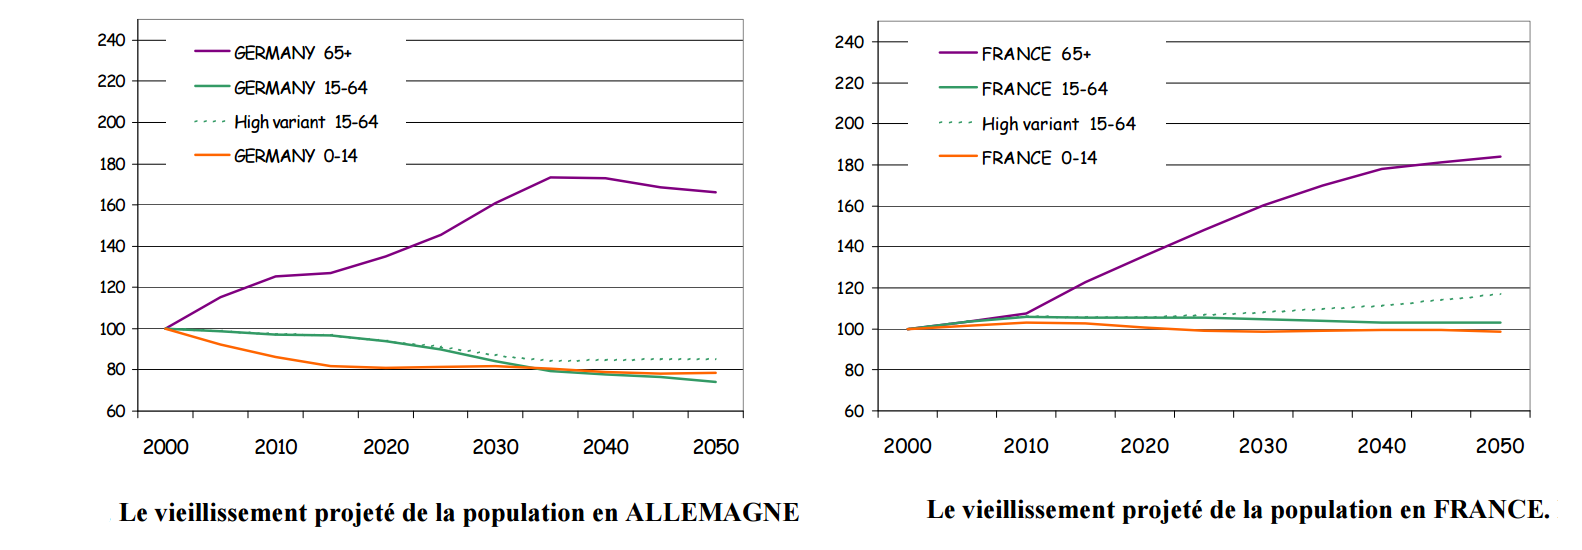 240
220
200
180
160
140
120
100
80
60
GERMANY 65+
GERMANY 15-64
High variant 15-64
GERMANY 0-14
2000 2010 2020 2030 2040 2050
Le vieillissement projeté de la population en ALLEMAGNE
240
220
200
180
160
140
120
100
80
60
FRANCE 65+
FRANCE 15-64
High variant 15-64
FRANCE 0-14
2000 2010 2020 2030 2040 2050
Le vieillissement projeté de la population en FRANCE.